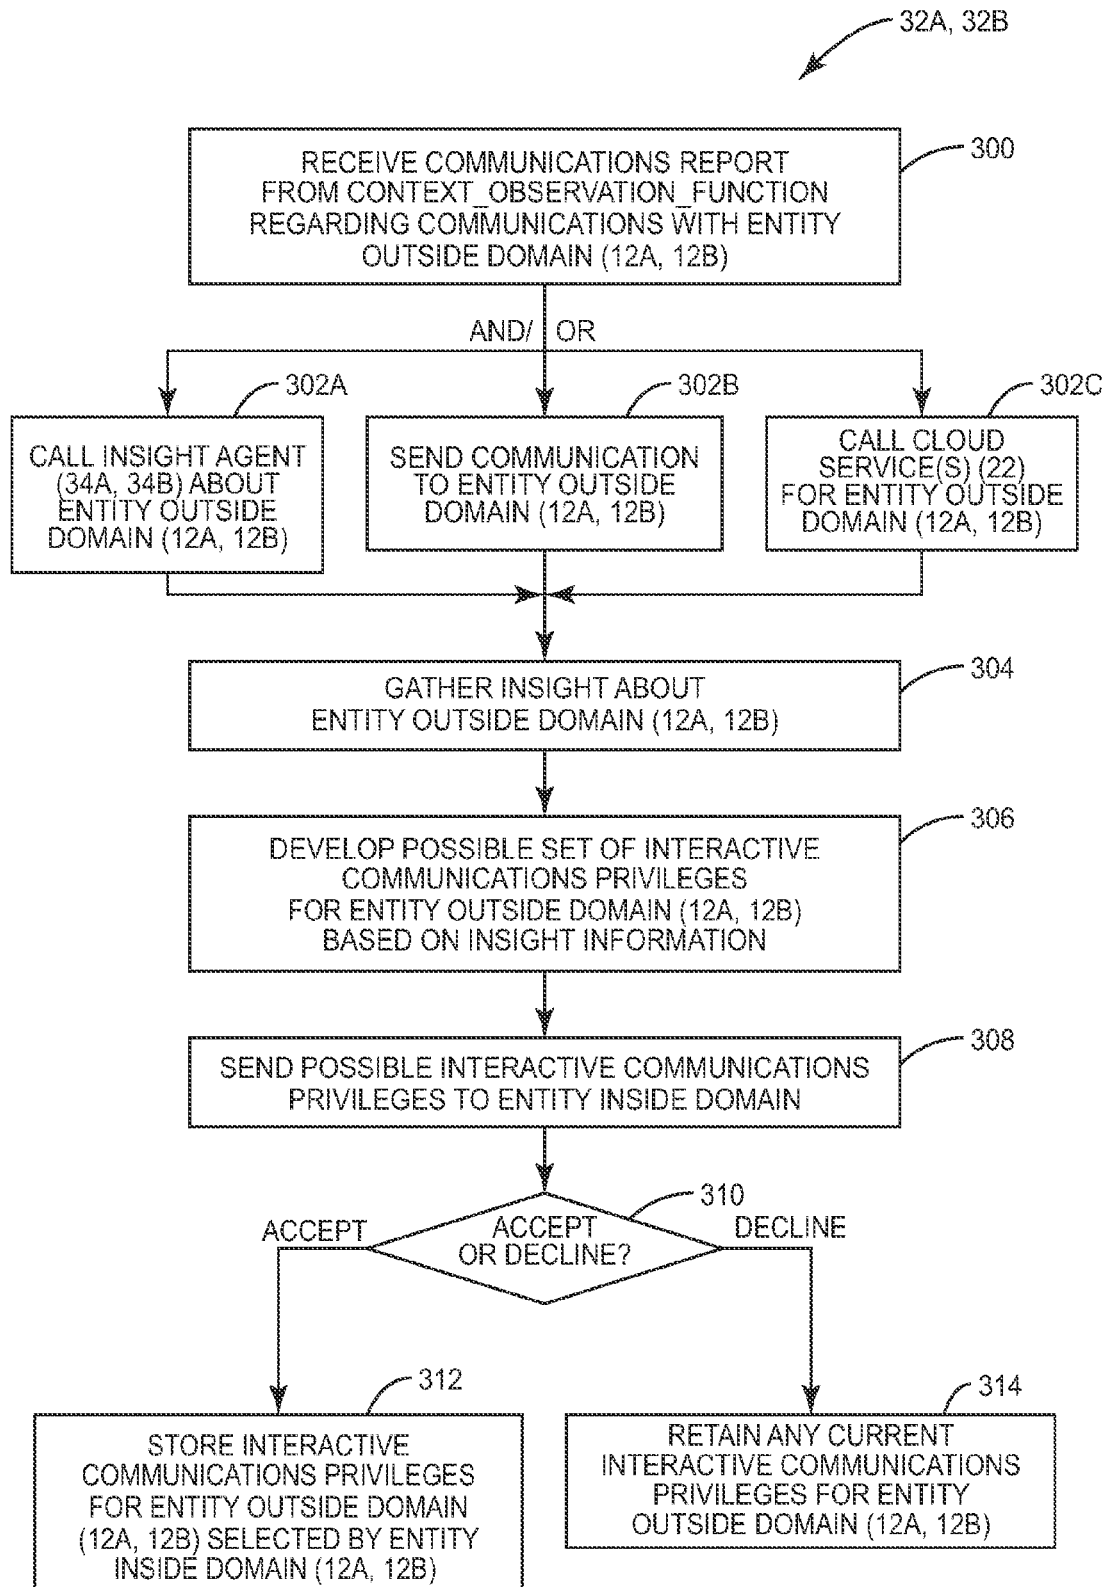 32A, 32B
RECEIVE COMMUNICATIONS REPORT
FROM CONTEXT_OBSERVATION_FUNCTION
REGARDING COMMUNICATIONS WITH ENTITY
OUTSIDE DOMAIN (12A, 12B)
300
AND/ OR
302A
302B
302C
CALL INSIGHT AGENT
(34A, 34B) ABOUT
ENTITY OUTSIDE
DOMAIN (12A, 12B)
SEND COMMUNICATION
TO ENTITY OUTSIDE
DOMAIN (12A, 12B)
CALL CLOUD
SERVICE(S) (22)
FOR ENTITY OUTSIDE
DOMAIN (12A, 12B)
304
GATHER INSIGHT ABOUT
ENTITY OUTSIDE DOMAIN (12A, 12B)
306
DEVELOP POSSIBLE SET OF INTERACTIVE
COMMUNICATIONS PRIVILEGES
FOR ENTITY OUTSIDE DOMAIN (12A, 12B)
BASED ON INSIGHT INFORMATION
308
SEND POSSIBLE INTERACTIVE COMMUNICATIONS
PRIVILEGES TO ENTITY INSIDE DOMAIN
310
ACCEPT
ACCEPT
OR DECLINE?
DECLINE
312
STORE INTERACTIVE
COMMUNICATIONS PRIVILEGES
FOR ENTITY OUTSIDE DOMAIN
(12A, 12B) SELECTED BY ENTITY
INSIDE DOMAIN (12A, 12B)
314
RETAIN ANY CURRENT
INTERACTIVE COMMUNICATIONS
PRIVILEGES FOR ENTITY
OUTSIDE DOMAIN (12A, 12B)